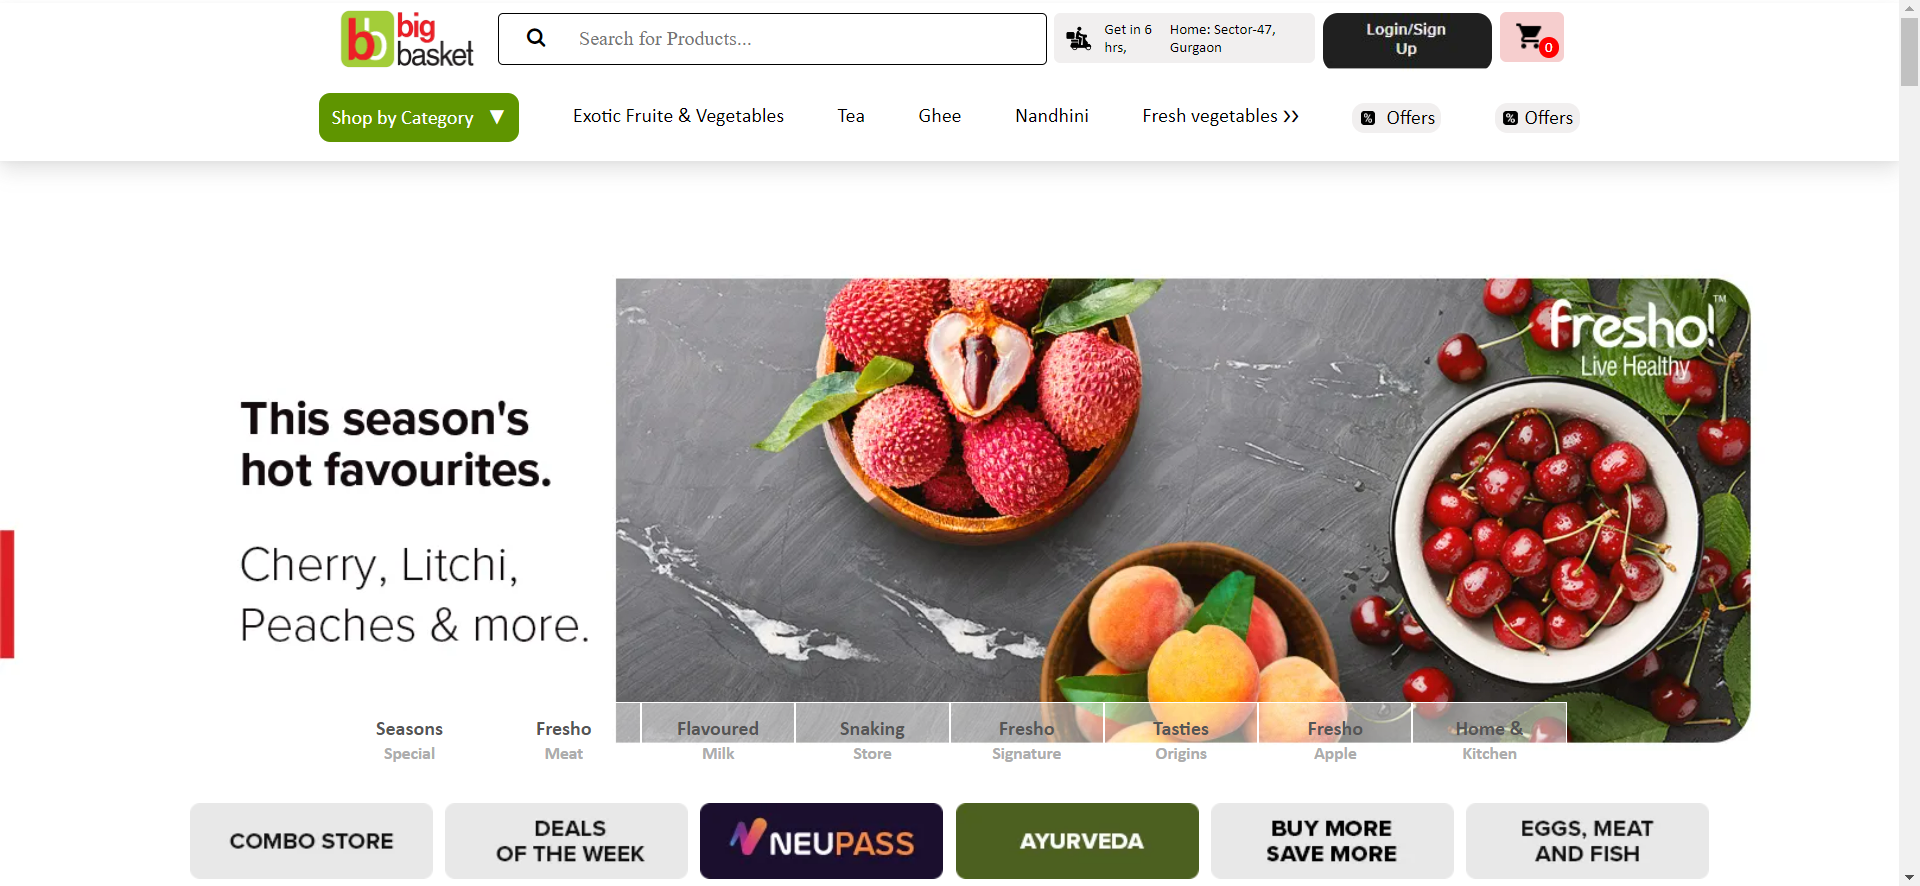 big
basket
Search for Products...
Get in 6
hrs,
Home: Sector-47,
Gurgaon
Login/Sign
Up
0
Shop by Category ▼
Exotic Fruite & Vegetables
Tea
Ghee
Nandhini
Fresh vegetables >>
% Offers
% Offers
fresho!™
Live Healthy
This season's
hot favourites.
Cherry, Litchi,
Peaches & more.
Seasons
Special
Fresho
Meat
Flavoured
Milk
Snaking
Store
Fresho
Signature
Tasties
Origins
Fresho
Apple
Home &
Kitchen
COMBO STORE
DEALS
OF THE WEEK
NEUPASS
AYURVEDA
BUY MORE
SAVE MORE
EGGS, MEAT
AND FISH